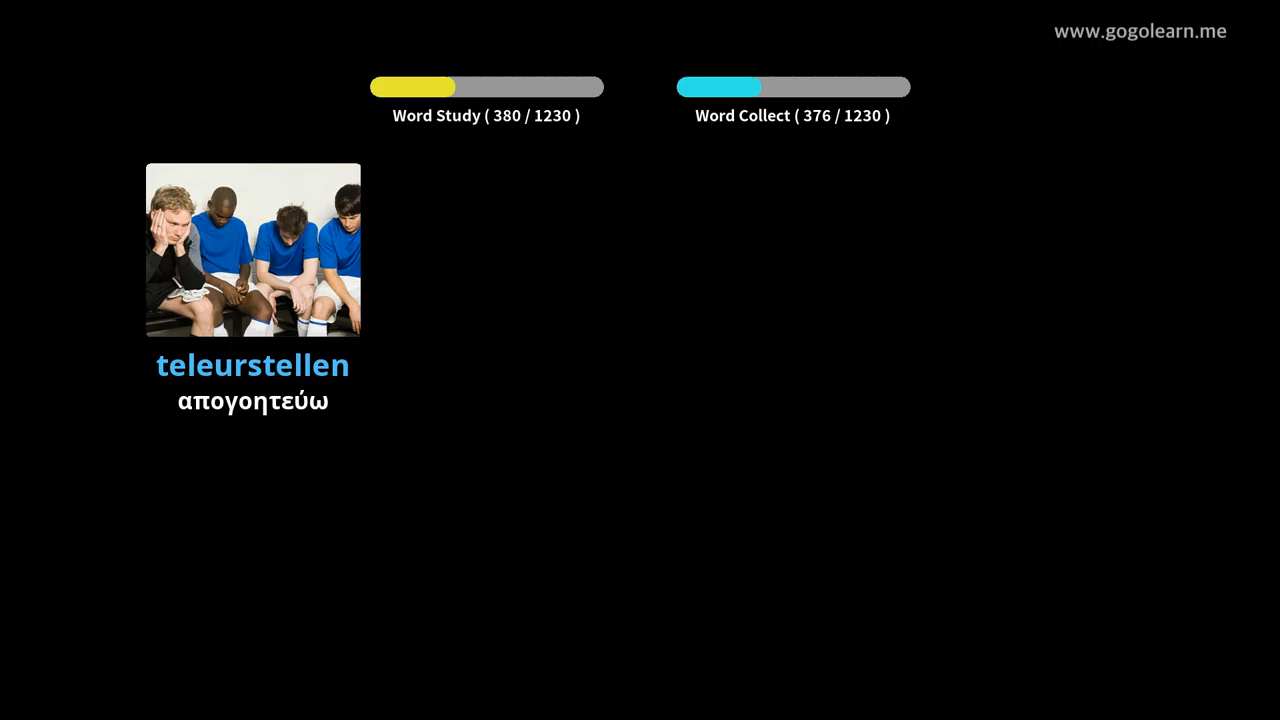 www.gogolearn.me
Word Study ( 380 / 1230 )
Word Collect ( 376 / 1230 )
teleurstellen
απογοητεύω